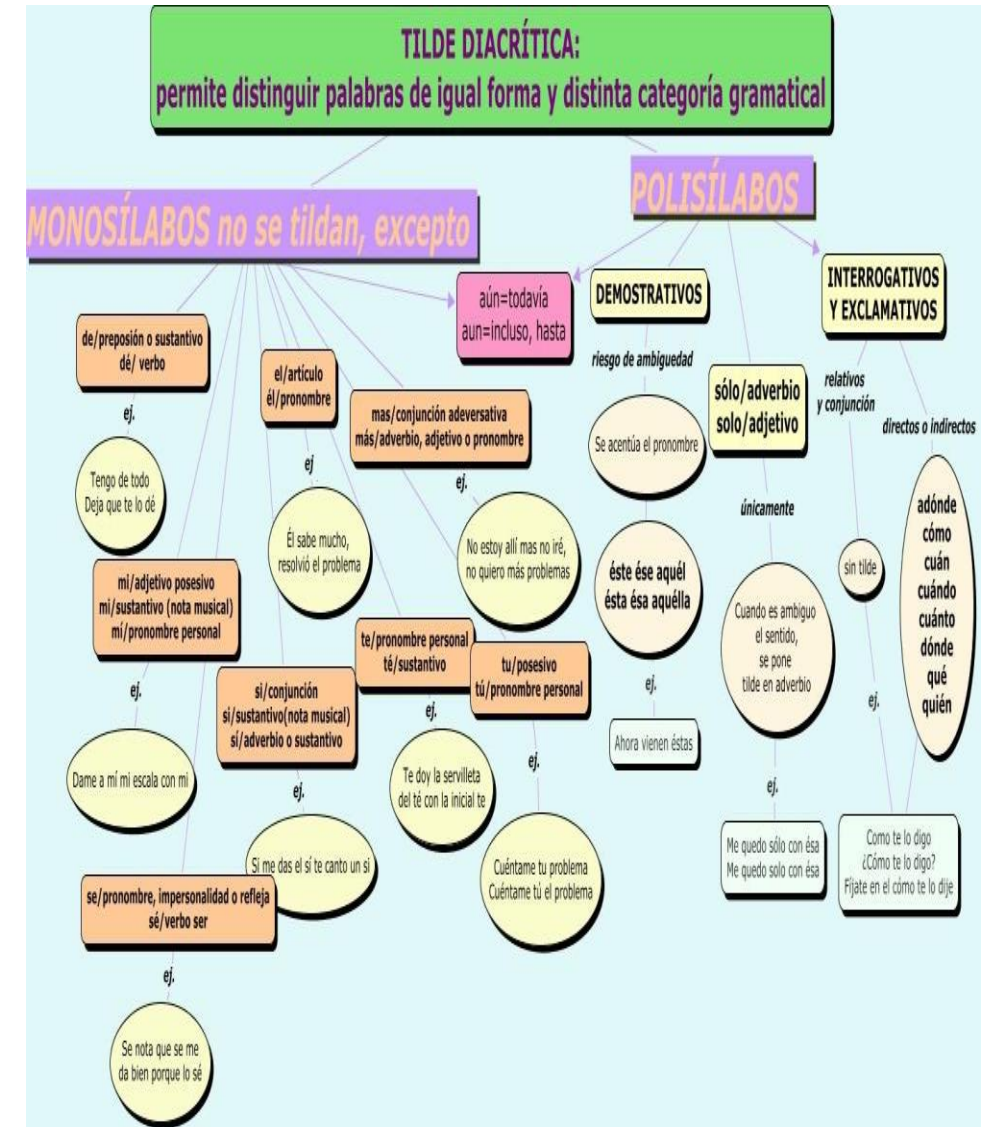 TILDE DIACRÍTICA:
permite distinguir palabras de igual forma y distinta categoría gramatical
MONOSÍLABOS no se tildan, excepto
POLISÍLABOS
de/preposión o sustantivo
dé/ verbo
ej.
Tengo de todo
Deja que te lo dé
el/artículo
él/pronombre
ej
Él sabe mucho,
resolvió el problema
mas/conjunción adeversativa
más/adverbio, adjetivo o pronombre
ej.
No estoy allí mas no iré,
no quiero más problemas
mi/adjetivo posesivo
mi/sustantivo (nota musical)
mí/pronombre personal
ej.
Dame a mí mi escala con mi
si/conjunción
si/sustantivo(nota musical)
sí/adverbio o sustantivo
ej.
Si me das el sí te canto un si
te/pronombre personal
té/sustantivo
ej.
Te doy la servilleta
del té con la inicial te
tu/posesivo
tú/pronombre personal
ej.
Cuéntame tu problema
Cuéntame tú el problema
se/pronombre, impersonalidad o refleja
sé/verbo ser
ej.
Se nota que se me
da bien porque lo sé
aún=todavía
aun=incluso, hasta
DEMOSTRATIVOS
riesgo de ambiguedad
Se acentúa el pronombre
éste ése aquél
ésta ésa aquélla
ej.
Ahora vienen éstas
sólo/adverbio
solo/adjetivo
únicamente
Cuando es ambiguo
el sentido,
se pone
tilde en adverbio
ej.
Me quedo sólo con ésa
Me quedo solo con ésa
INTERROGATIVOS
Y EXCLAMATIVOS
relativos
y conjunción
sin tilde
directos o indirectos
adónde
cómo
cuán
cuándo
cuánto
dónde
qué
quién
ej.
Como te lo digo
¿Cómo te lo digo?
Fíjate en el cómo te lo dije